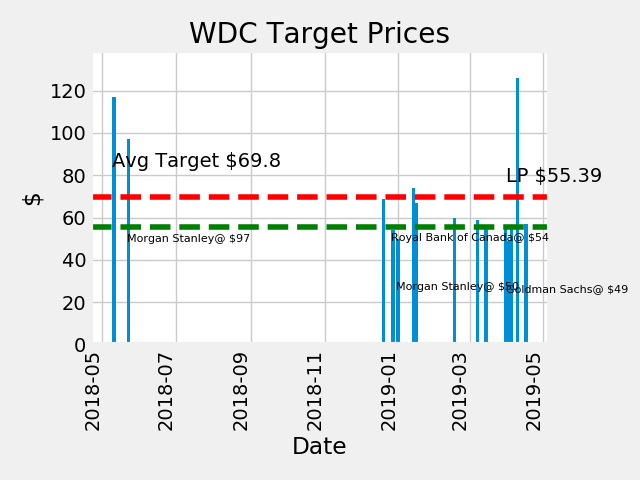 WDC Target Prices
$
120
100
80
60
40
20
0
Avg Target $69.8
LP $55.39
Morgan Stanley@ $97
Royal Bank of Canada@ $54
Morgan Stanley@ $50
Goldman Sachs@ $49
2018-05
2018-07
2018-09
2018-11
2019-01
2019-03
2019-05
Date